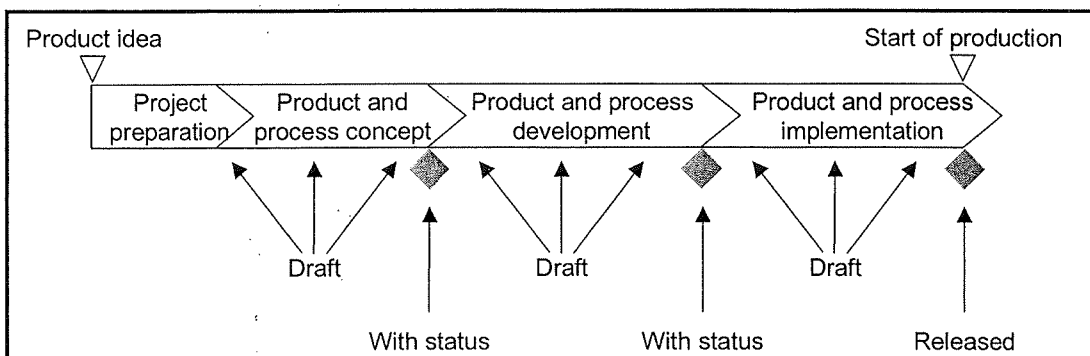 Product idea
Start of production
Project
preparation
Product and
process concept
Product and process
development
Product and process
implementation
Draft
Draft
Draft
With status
With status
Released